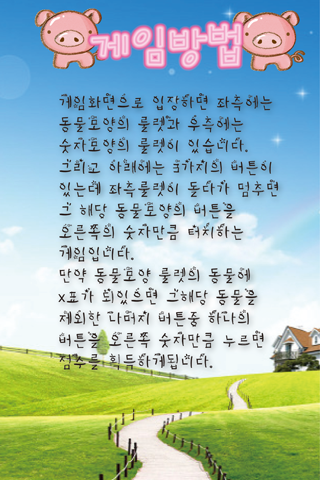 게임방법
게임화면으로 입장하면 좌측에는
동물모양의 룰렛과 우측에는
숫자모양의 룰렛이 있습니다.
그리고 아래에는 3가지의 버튼이
있는데 좌측룰렛이 돌다가 멈추면
그 해당 동물모양의 버튼을
오른쪽의 숫자만큼 터치하는
게임입니다.
만약 동물모양 룰렛의 동물에
x표가 되있으면 그해당 동물을
제외한 나머지 버튼중 하나의
버튼을 오른쪽 숫자만큼 누르면
점수를 획득하게됩니다.